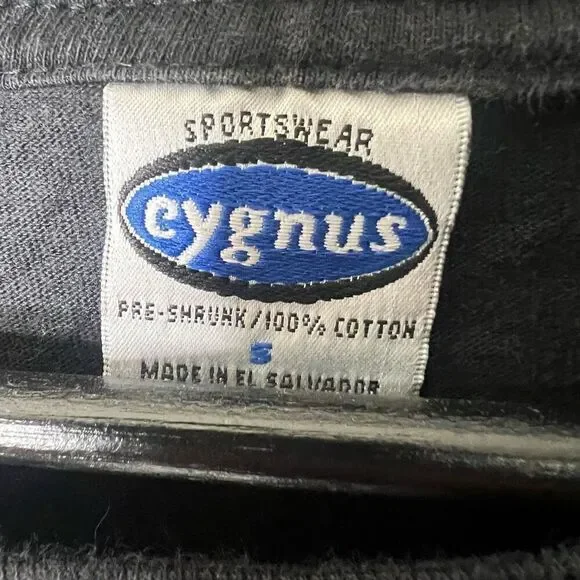 SPORTSWEAR
cygnus
PRE-SHRUNK/100% COTTON
S
MADE IN EL SALVADOR